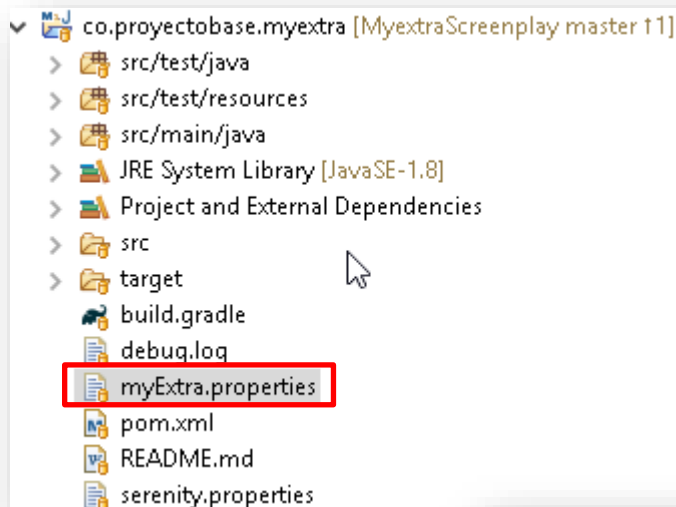 co.proyectobase.myextra [MyextraScreenplay master ↑1]
src/test/java
src/test/resources
src/main/java
JRE System Library [JavaSE-1.8]
Project and External Dependencies
src
target
build.gradle
debug.log
myExtra.properties
pom.xml
README.md
serenity.properties